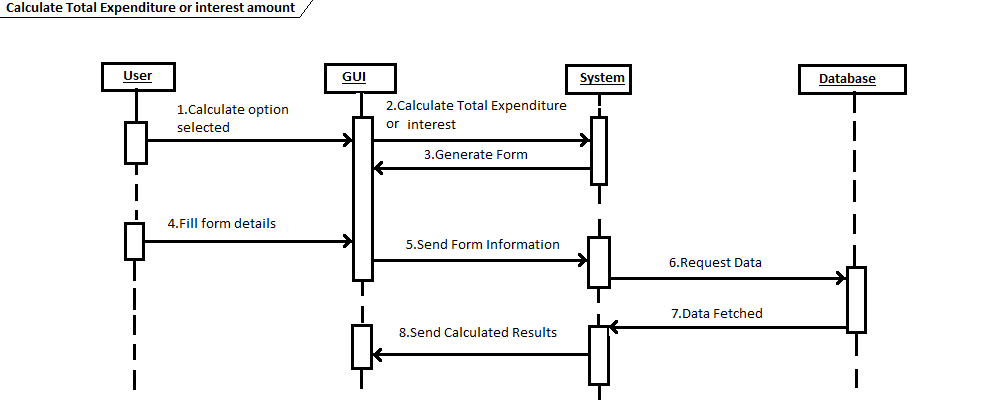 Calculate Total Expenditure or interest amount
User
GUI
System
Database
1.Calculate option
selected
2.Calculate Total Expenditure
or interest
3.Generate Form
4.Fill form details
5.Send Form Information
6.Request Data
7.Data Fetched
8.Send Calculated Results